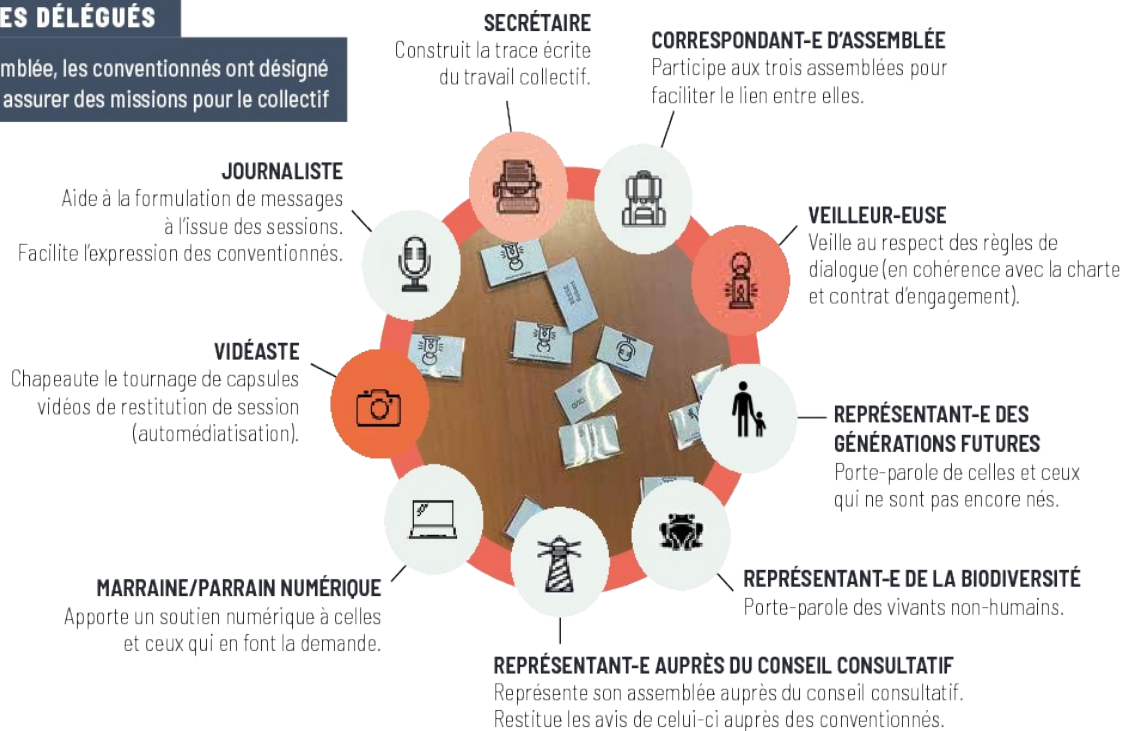 ES DÉLÉGUÉS
mblée, les conventionnés ont désigné
assurer des missions pour le collectif
SECRÉTAIRE
Construit la trace écrite
du travail collectif.
CORRESPONDANT-E D'ASSEMBLÉE
Participe aux trois assemblées pour
faciliter le lien entre elles.
JOURNALISTE
Aide à la formulation de messages
à l'issue des sessions.
Facilite l'expression des conventionnés.
VEILLEUR-EUSE
Veille au respect des règles de
dialogue (en cohérence avec la charte
et contrat d'engagement).
VIDÉASTE
Chapeaute le tournage de capsules
vidéos de restitution de session
(automédiatisation).
REPRÉSENTANT-E DES
GÉNÉRATIONS FUTURES
Porte-parole de celles et ceux
qui ne sont pas encore nés.
MARRAINE/PARRAIN NUMÉRIQUE
Apporte un soutien numérique à celles
et ceux qui en font la demande.
REPRÉSENTANT-E DE LA BIODIVERSITÉ
Porte-parole des vivants non-humains.
REPRÉSENTANT-E AUPRÈS DU CONSEIL CONSULTATIF
Représente son assemblée auprès du conseil consultatif.
Restitue les avis de celui-ci auprès des conventionnés.